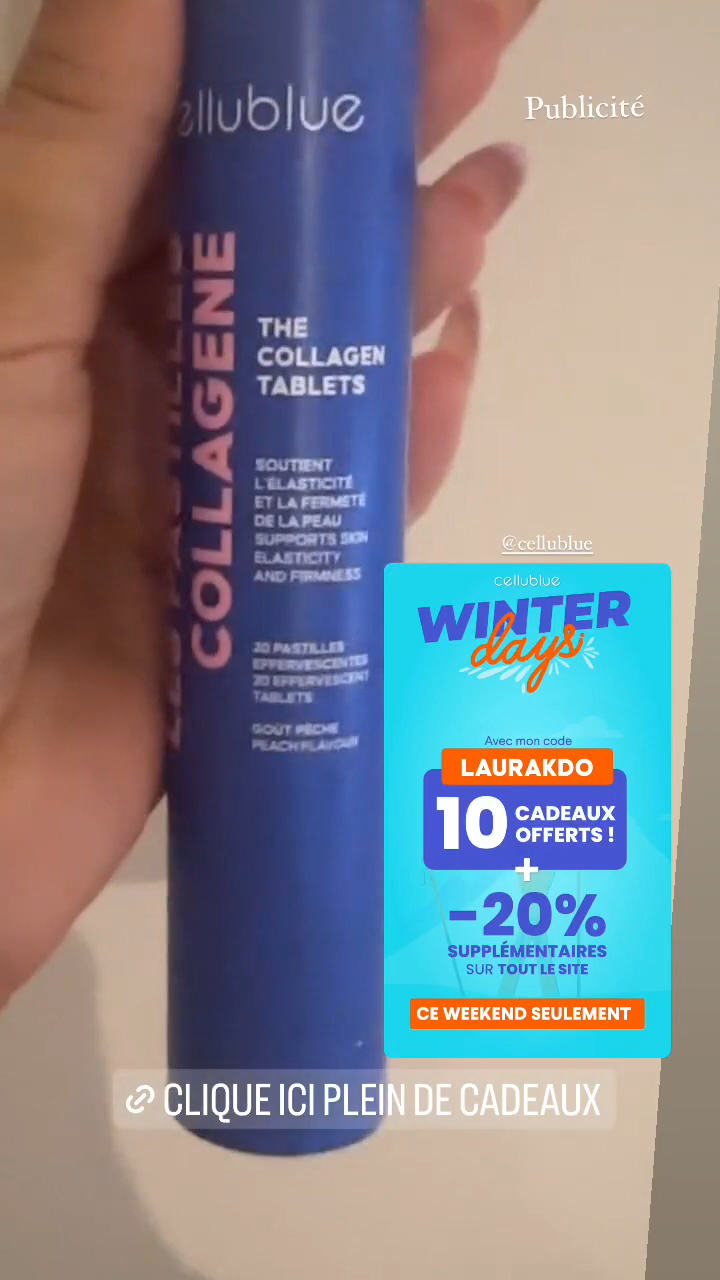 cellublue
Publicité
COLLAGENE
THE
COLLAGEN
TABLETS
SOUTIENT
L'ÉLASTICITÉ
ET LA FERMETÉ
DE LA PEAU
SUPPORTS SKIN
ELASTICITY
AND FIRMNESS
20 PASTILLES
EFFERVESCENTES
20 EFFERVESCENT
TABLETS
GOÛT PÊCHE
PEACH FLAVOUR
@cellublue
cellublue
WINTER
days
Avec mon code
LAURAKDO
10 CADEAUX
OFFERTS !
+
-20%
SUPPLÉMENTAIRES
SUR TOUT LE SITE
CE WEEKEND SEULEMENT
CLIQUE ICI PLEIN DE CADEAUX